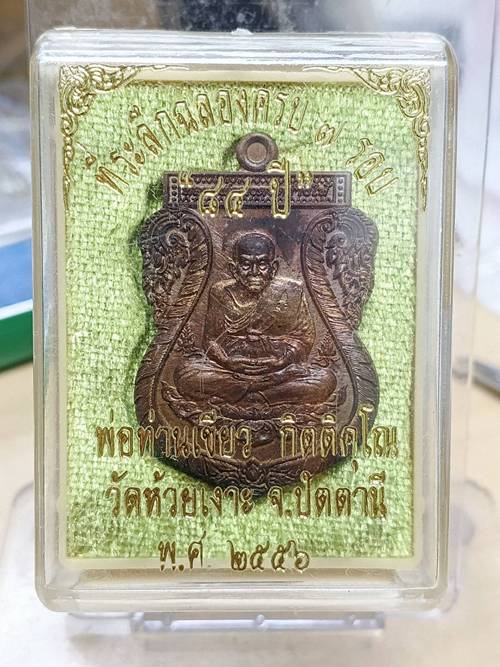 ที่ระลึกฉลองครบ ๗ รอบ
"๘๔ ปี"
พ่อท่านเขียว กิตติคุโณ
วัดห้วยเงาะ จ.ปัตตานี
พ.ศ. ๒๕๕๖